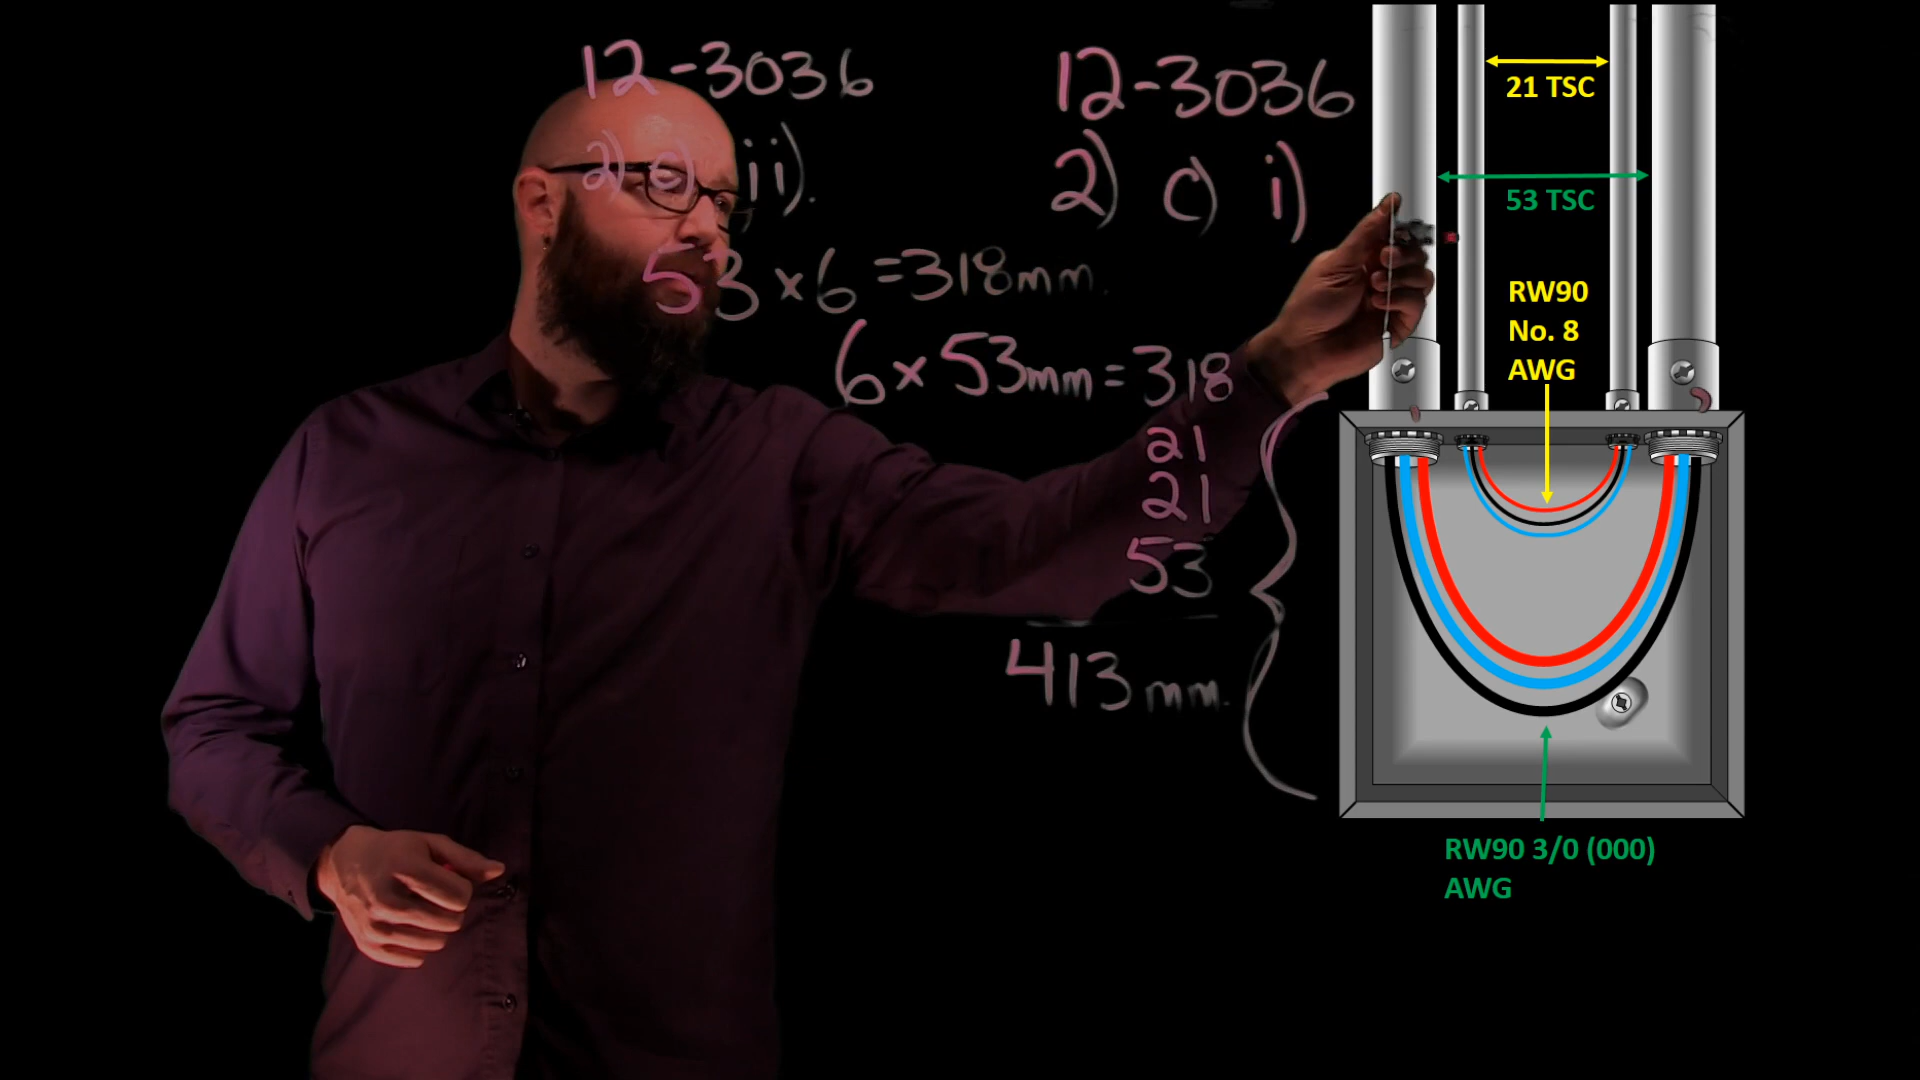 12-3036
2) c) ii).
53 x 6 = 318mm.
12-3036
2) c) i)
6 x 53mm = 318
21
21
53
413 mm.
21 TSC
53 TSC
RW90
No. 8
AWG
RW90 3/0 (000)
AWG